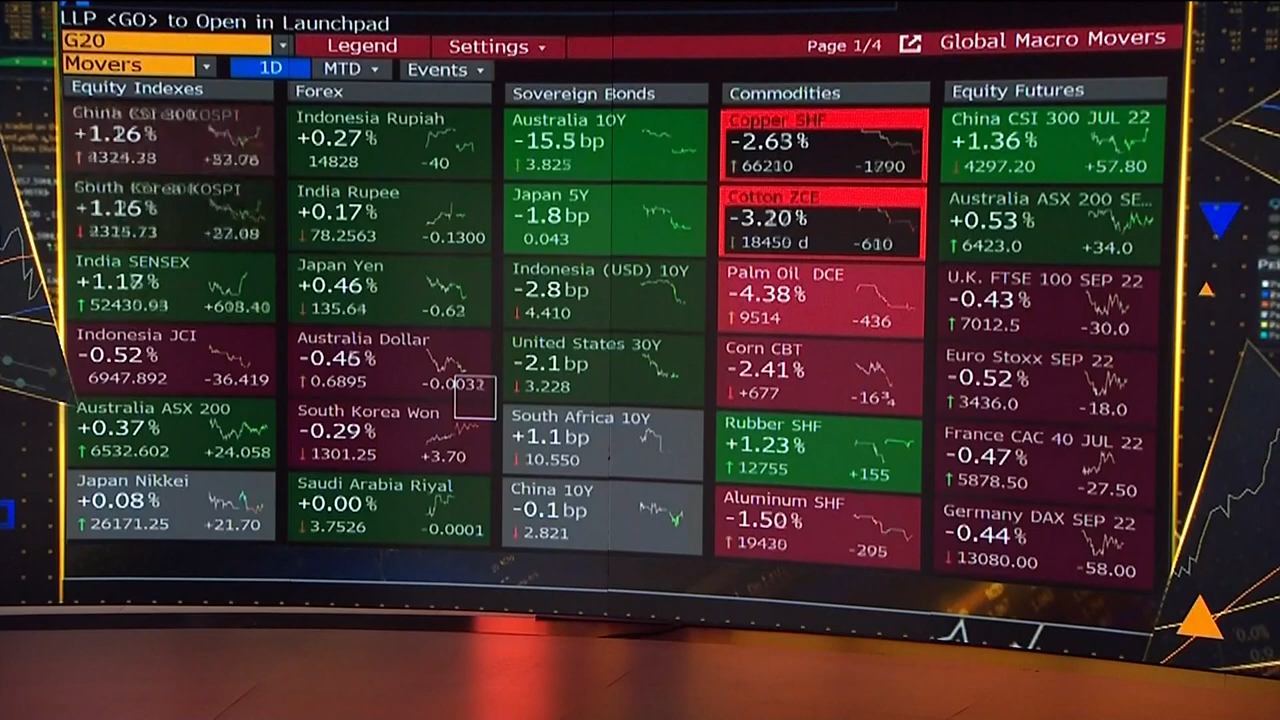 LLP <GO> to Open in Launchpad
G20
Legend
Settings
Page 1/4
Global Macro Movers
Movers
1D
MTD
Events
Equity Indexes
+1.26%
+1.16%
India SENSEX
52430.93
+608.40
Indonesia JCI
-0.52%
6947.892
-36.419
Australia ASX 200
+0.37%
6532.602
+24.058
Japan Nikkei
+0.08%
26171.25
+21.70
Forex
Indonesia Rupiah
+0.27%
14828
-40
India Rupee
+0.17%
78.2563
-0.1300
Japan Yen
+0.46%
135.64
-0.62
Australia Dollar
-0.46%
0.6895
-0.0032
South Korea Won
-0.29%
1301.25
+3.70
Saudi Arabia Riyal
+0.00%
3.7526
-0.0001
Sovereign Bonds
Australia 10Y
-15.5 bp
3.825
Japan 5Y
-1.8 bp
0.043
Indonesia (USD) 10Y
-2.8 bp
4.410
United States 30Y
-2.1 bp
3.228
South Africa 10Y
+1.1 bp
10.550
China 10Y
-0.1 bp
2.821
Commodities
Copper SHF
-2.63%
66210
-1790
Cotton ZCE
-3.20%
18450 d
-610
Palm Oil DCE
-4.38%
9514
-436
Corn CBT
-2.41%
+677
-16¾
Rubber SHF
+1.23%
12755
+155
Aluminum SHF
-1.50%
19430
-295
Equity Futures
China CSI 300 JUL 22
+1.36%
4297.20
+57.80
Australia ASX 200 SE...
+0.53%
6423.0
+34.0
U.K. FTSE 100 SEP 22
-0.43%
7012.5
-30.0
Euro Stoxx SEP 22
-0.52%
3436.0
-18.0
France CAC 40 JUL 22
-0.47%
5878.50
-27.50
Germany DAX SEP 22
-0.44%
13080.00
-58.00